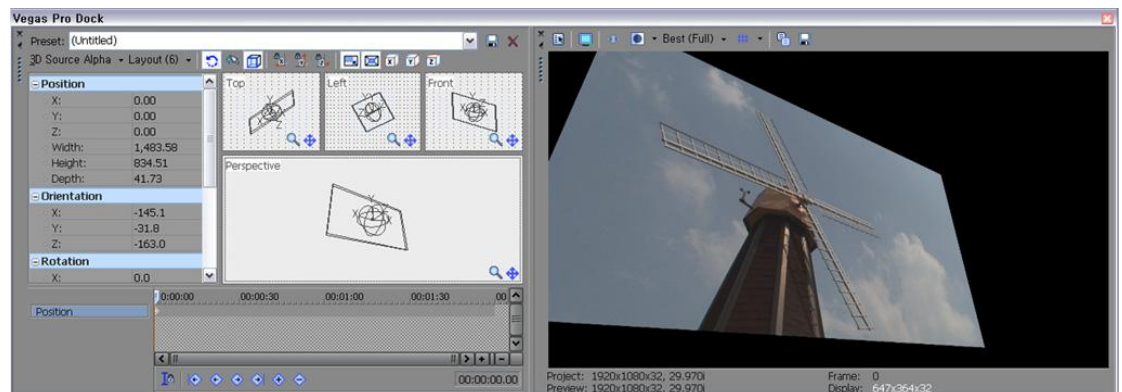 Vegas Pro Dock
Preset: (Untitled)
3D Source Alpha Layout (6)
Best (Full)
Position
X: 0.00
Y: 0.00
Z: 0.00
Width: 1,483.58
Height: 834.51
Depth: 41.73
Orientation
X: -145.1
Y: -31.8
Z: -163.0
Rotation
X: 0.0
Top
Left
Front
Perspective
0:00:00 00:00:30 00:01:00 00:01:30 00
Position
00:00:00.00
Project: 1920x1080x32, 29.970i
Preview: 1920x1080x32, 29.970i
Frame: 0
Display: 647x364x32